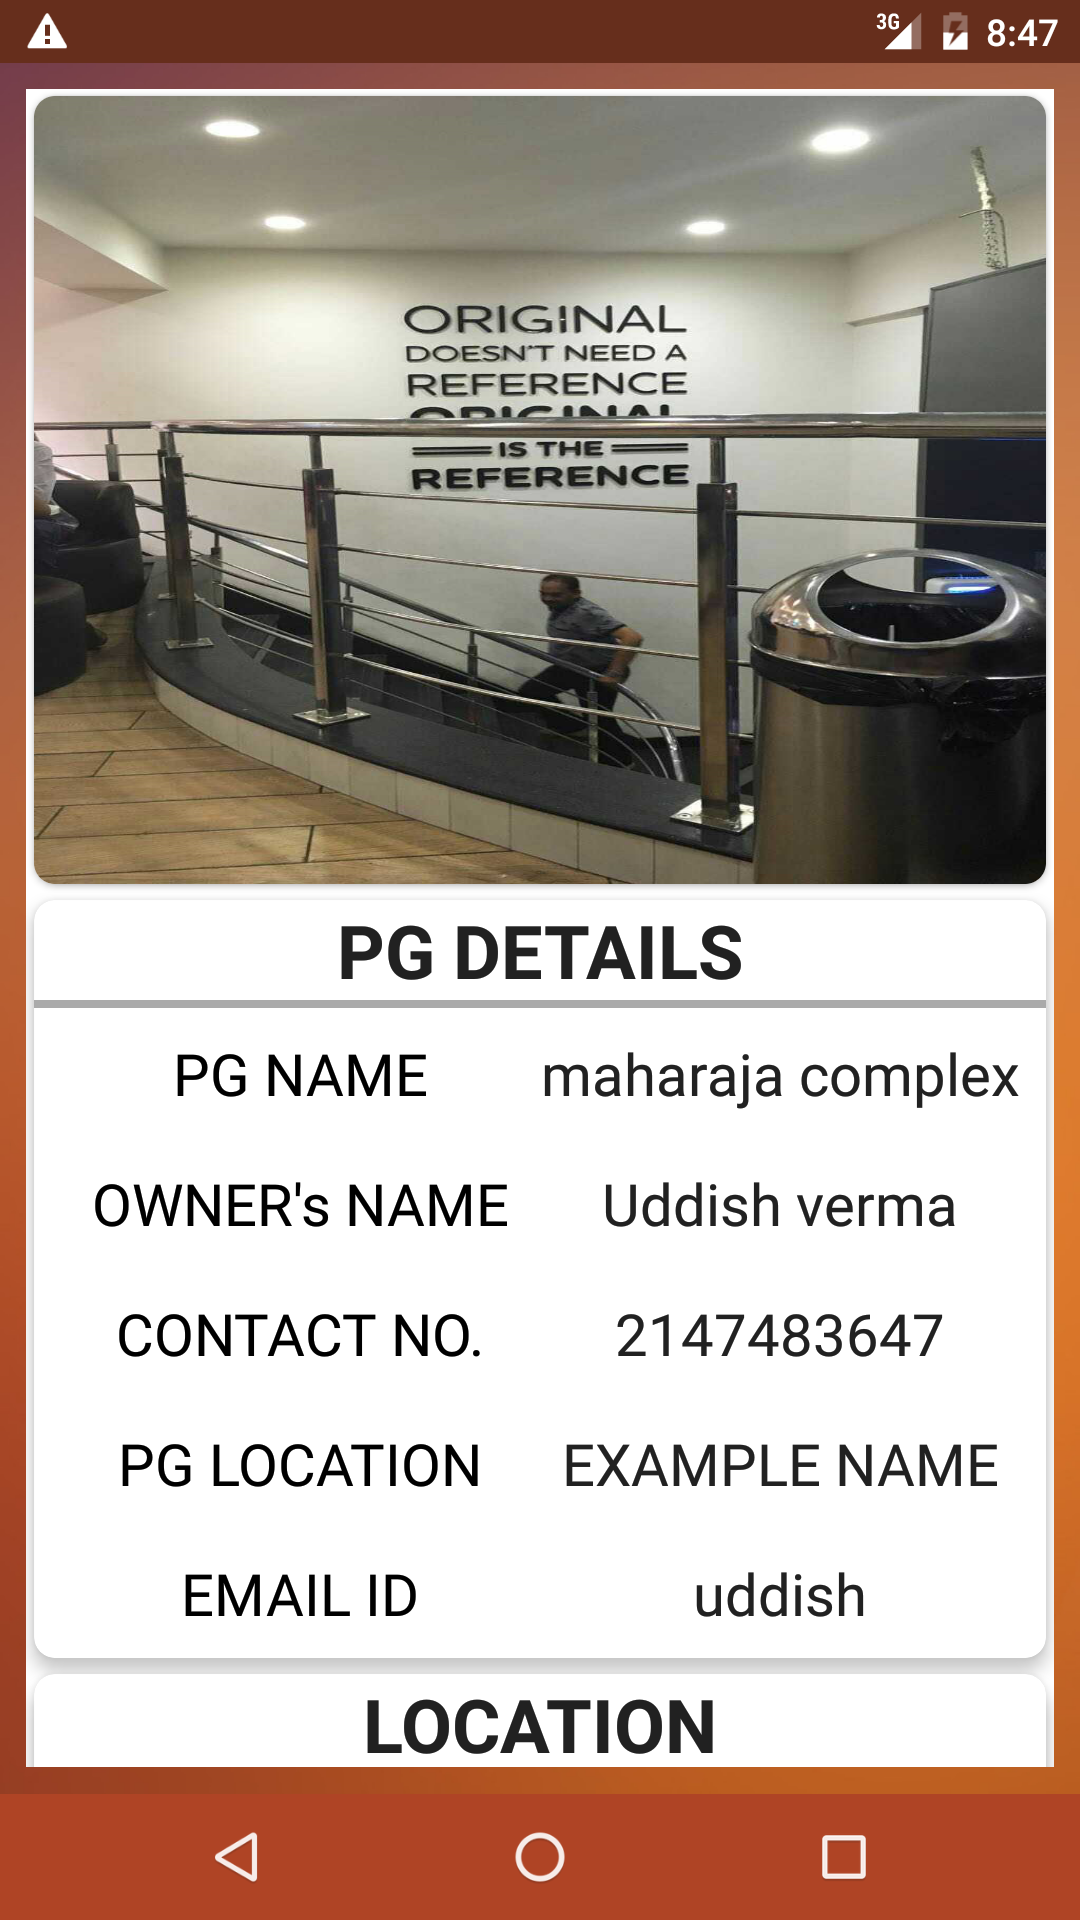 3G 8:47
ORIGINAL
DOESN'T NEED A
REFERENCE
ORIGINAL
IS THE
REFERENCE
PG DETAILS
PG NAME maharaja complex
OWNER's NAME Uddish verma
CONTACT NO. 2147483647
PG LOCATION EXAMPLE NAME
EMAIL ID uddish
LOCATION